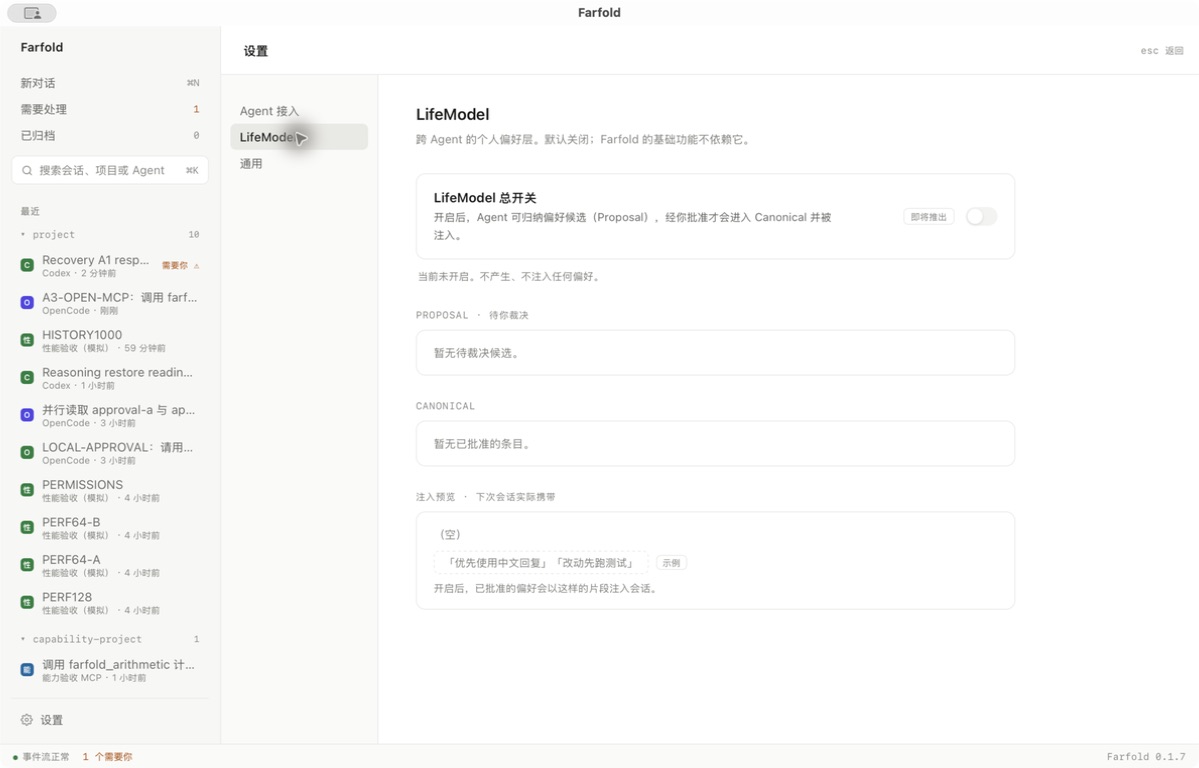 Farfold
Farfold
新对话 ⌘N
需要处理 1
已归档 0
搜索会话、项目或 Agent ⌘K
最近
project 10
C Recovery A1 resp... 需要你
Codex · 2 分钟前
O A3-OPEN-MCP：调用 farf...
OpenCode · 刚刚
性 HISTORY1000
性能验收（模拟） · 59 分钟前
C Reasoning restore readin...
Codex · 1 小时前
O 并行读取 approval-a 与 ap...
OpenCode · 3 小时前
O LOCAL-APPROVAL：请用...
OpenCode · 3 小时前
性 PERMISSIONS
性能验收（模拟） · 4 小时前
性 PERF64-B
性能验收（模拟） · 4 小时前
性 PERF64-A
性能验收（模拟） · 4 小时前
性 PERF128
性能验收（模拟） · 4 小时前
capability-project 1
能 调用 farfold_arithmetic 计...
能力验收 MCP · 1 小时前
设置
设置 esc 返回
Agent 接入
LifeModel
通用
LifeModel
跨 Agent 的个人偏好层。默认关闭；Farfold 的基础功能不依赖它。
LifeModel 总开关
开启后，Agent 可归纳偏好候选（Proposal），经你批准才会进入 Canonical 并被
注入。
即将推出
当前未开启。不产生、不注入任何偏好。
PROPOSAL · 待你裁决
暂无待裁决候选。
CANONICAL
暂无已批准的条目。
注入预览 · 下次会话实际携带
（空）
「优先使用中文回复」「改动先跑测试」 示例
开启后，已批准的偏好会以这样的片段注入会话。
事件流正常 1 个需要你
Farfold 0.1.7